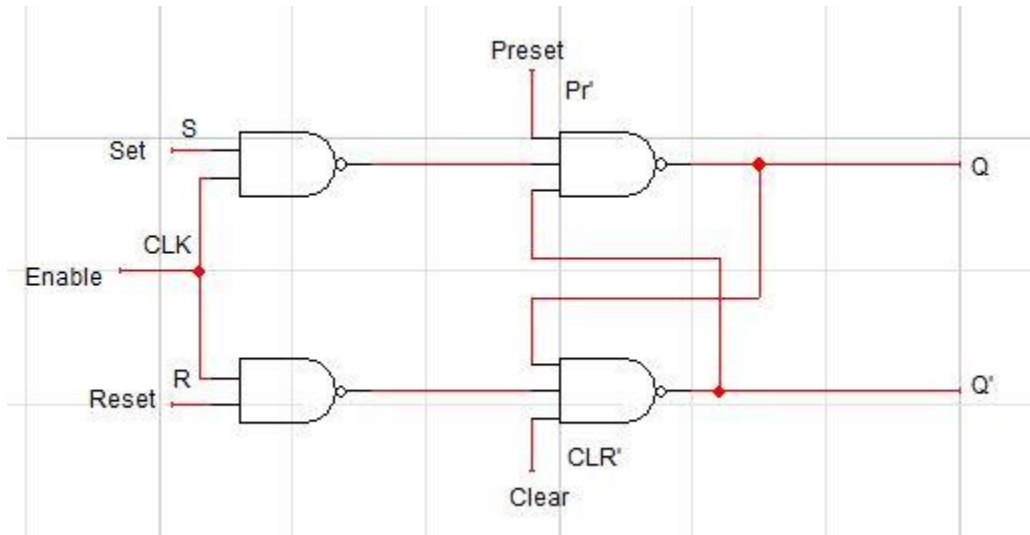 Preset
Pr'
S
Set
Q
CLK
Enable
R
Reset
Q'
CLR'
Clear